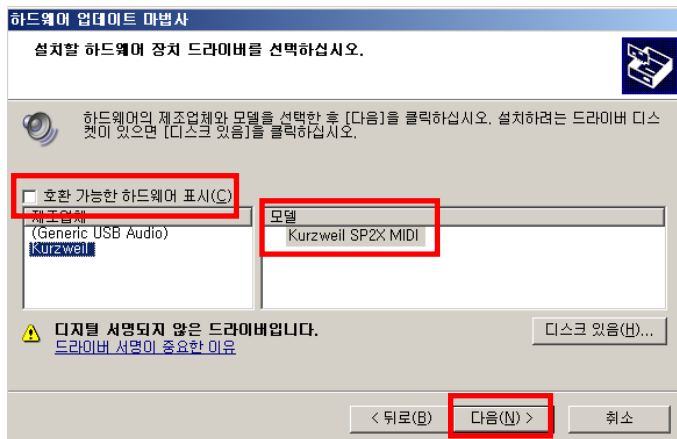 하드웨어 업데이트 마법사
설치할 하드웨어 장치 드라이버를 선택하십시오.
하드웨어의 제조업체와 모델을 선택한 후 [다음]을 클릭하십시오. 설치하려는 드라이버 디스
켓이 있으면 [디스크 있음]을 클릭하십시오.
호환 가능한 하드웨어 표시(C)
제조업체
모델
(Generic USB Audio)
Kurzweil SP2X MIDI
Kurzweil
디지털 서명되지 않은 드라이버입니다.
디스크 있음(H)...
드라이버 서명이 중요한 이유
< 뒤로(B)
다음(N) >
취소